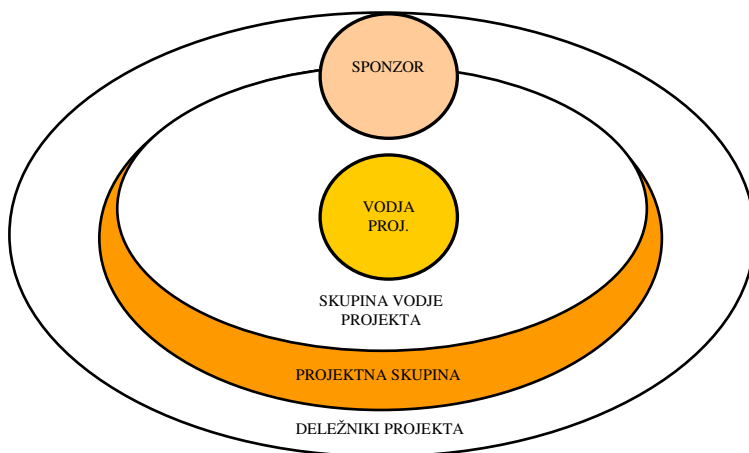 SPONZOR
VODJA
PROJ.
SKUPINA VODJE
PROJEKTA
PROJEKTNA SKUPINA
DELEŽNIKI PROJEKTA